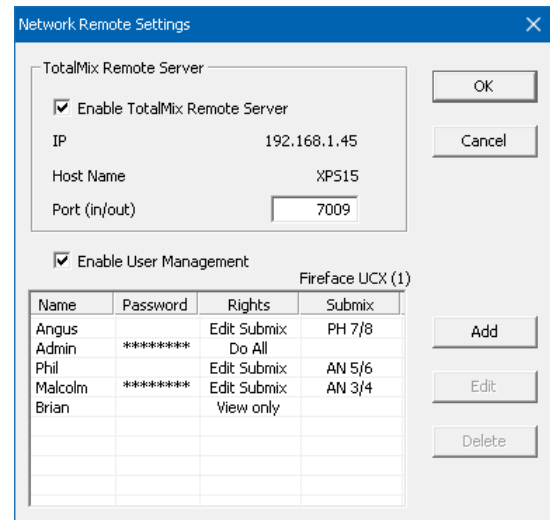 Network Remote Settings
TotalMix Remote Server
OK
Enable TotalMix Remote Server
IP 192.168.1.45
Cancel
Host Name XPS15
Port (in/out) 7009
Enable User Management
Fireface UCX (1)
Name Password Rights Submix
Angus Edit Submix PH 7/8
Add
Admin ******** Do All
Phil Edit Submix AN 5/6
Malcolm ******** Edit Submix AN 3/4
Edit
Brian View only
Delete